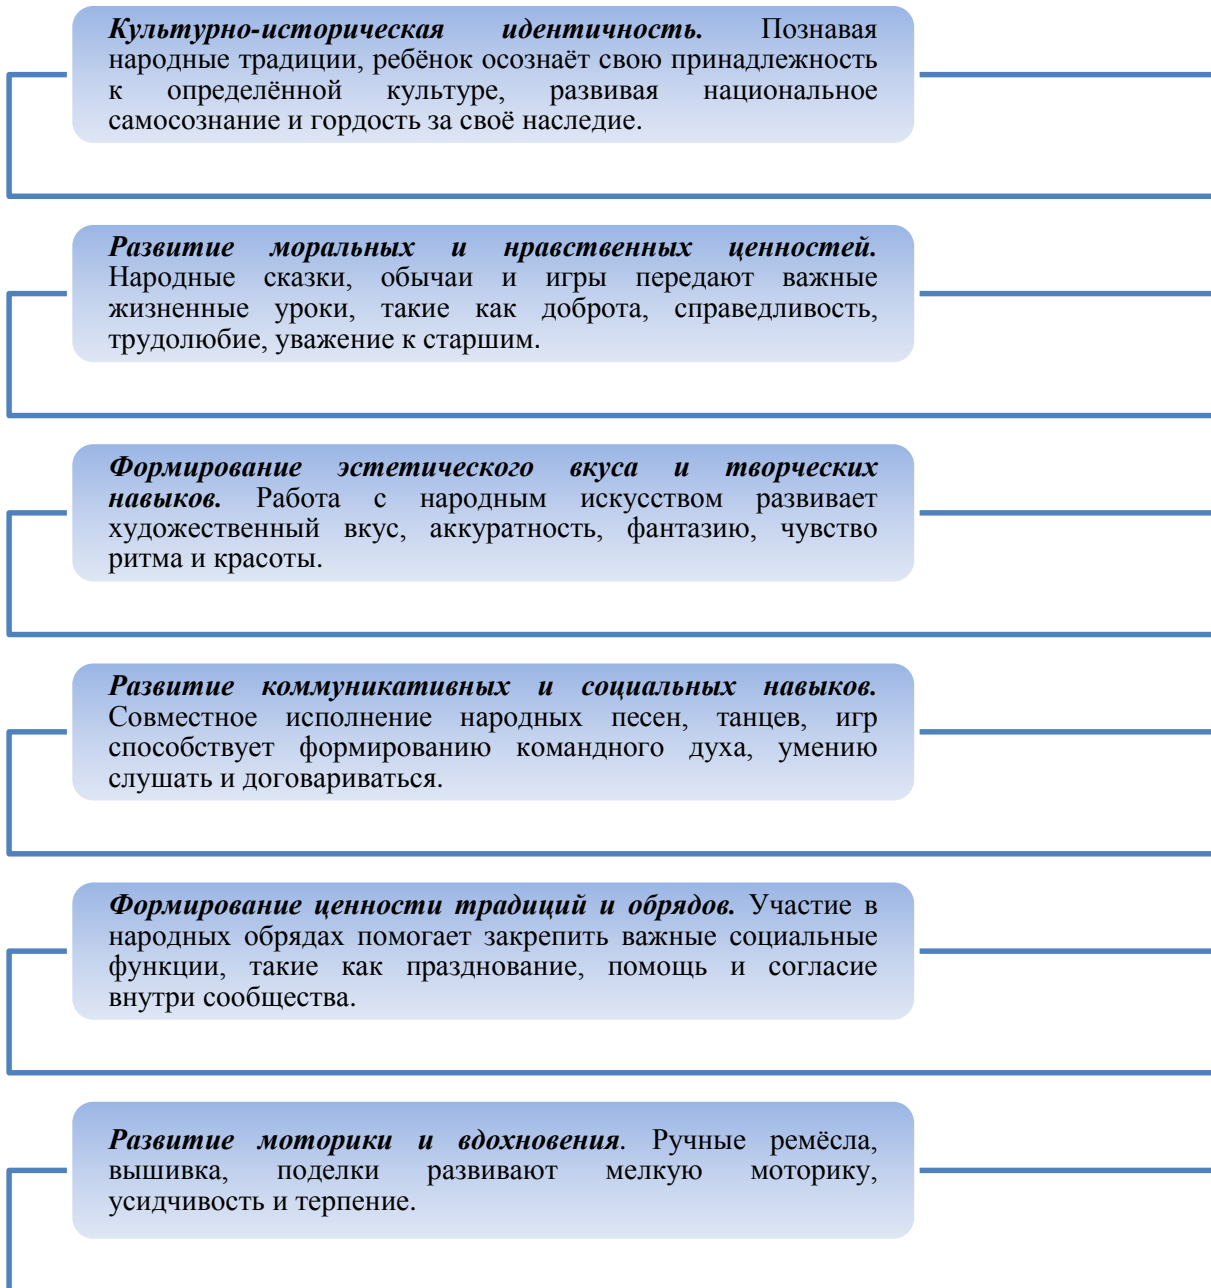 Культурно-историческая идентичность. Познавая
народные традиции, ребёнок осознаёт свою принадлежность
к определённой культуре, развивая национальное
самосознание и гордость за своё наследие.
Развитие моральных и нравственных ценностей.
Народные сказки, обычаи и игры передают важные
жизненные уроки, такие как доброта, справедливость,
трудолюбие, уважение к старшим.
Формирование эстетического вкуса и творческих
навыков. Работа с народным искусством развивает
художественный вкус, аккуратность, фантазию, чувство
ритма и красоты.
Развитие коммуникативных и социальных навыков.
Совместное исполнение народных песен, танцев, игр
способствует формированию командного духа, умению
слушать и договариваться.
Формирование ценности традиций и обрядов. Участие в
народных обрядах помогает закрепить важные социальные
функции, такие как празднование, помощь и согласие
внутри сообщества.
Развитие моторики и вдохновения. Ручные ремёсла,
вышивка, поделки развивают мелкую моторику,
усидчивость и терпение.